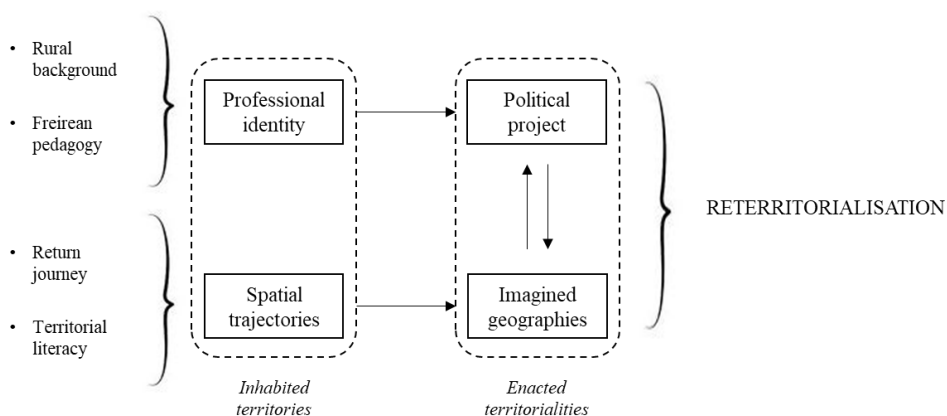 • Rural
background
• Freirean
pedagogy
• Return
journey
• Territorial
literacy
Professional
identity
Spatial
trajectories
Inhabited
territories
Political
project
Imagined
geographies
Enacted
territorialities
RETERRITORIALISATION